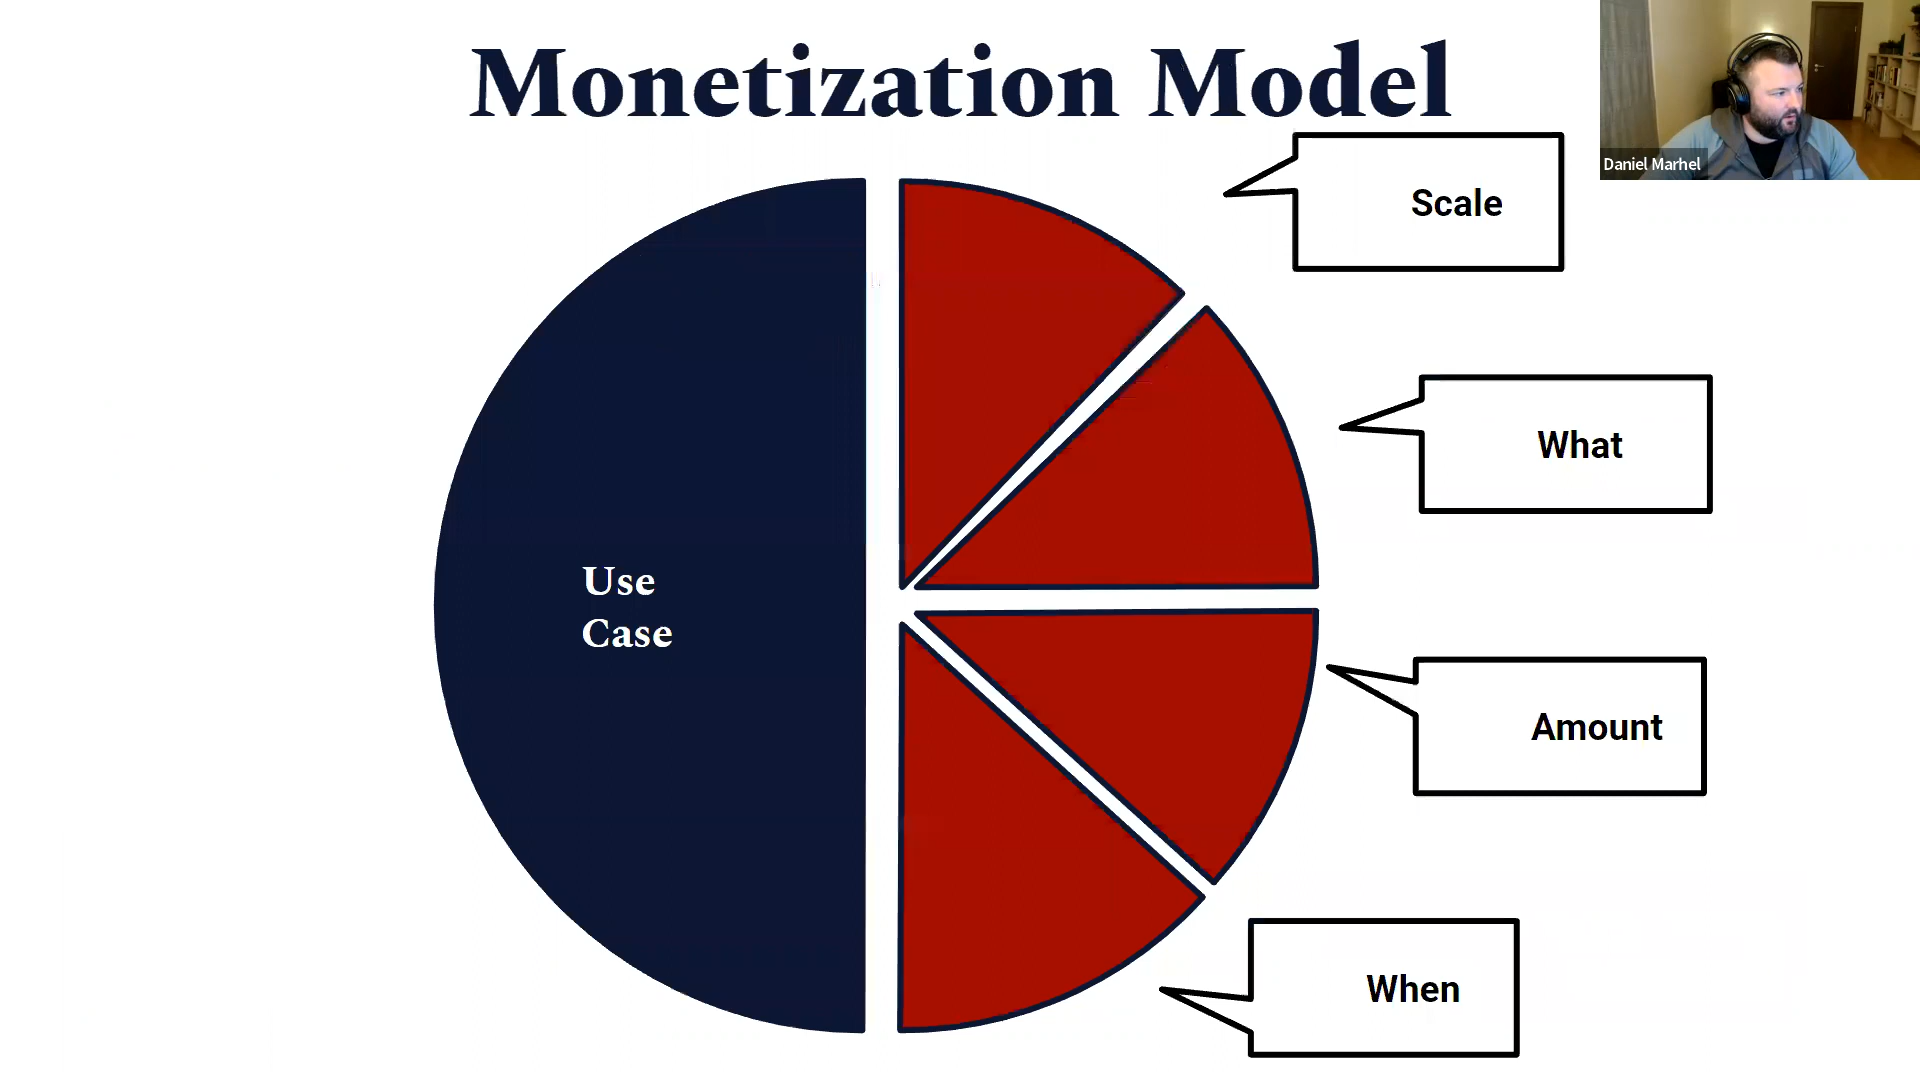 Monetization Model
Daniel Marhel
Scale
What
Use
Case
Amount
When